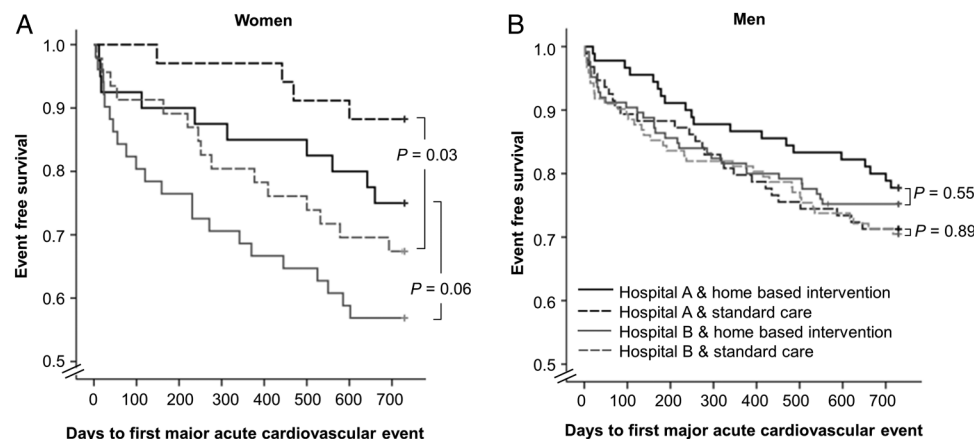 A
Women
1.0
0.9
0.8
0.7
0.6
0.5
Event free survival
P = 0.03
P = 0.06
0 100 200 300 400 500 600 700
Days to first major acute cardiovascular event
B
Men
1.0
0.9
0.8
0.7
0.6
0.5
Event free survival
P = 0.55
P = 0.89
Hospital A & home based intervention
Hospital A & standard care
Hospital B & home based intervention
Hospital B & standard care
0 100 200 300 400 500 600 700
Days to first major acute cardiovascular event